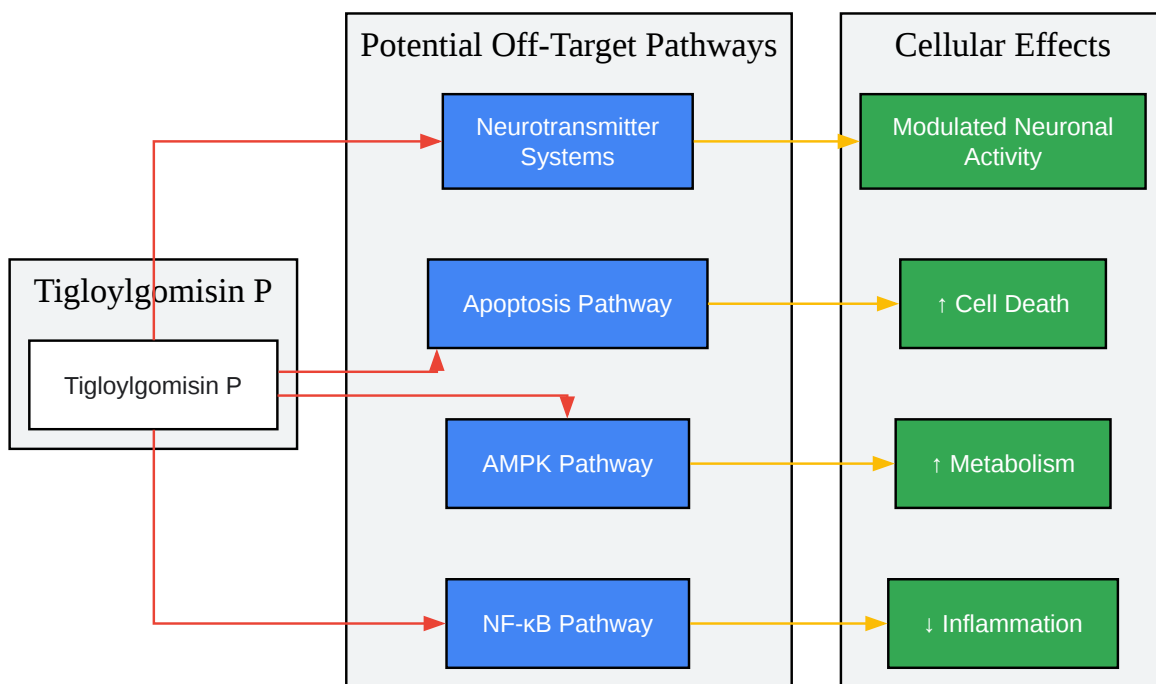 Potential Off-Target Pathways
Cellular Effects
Neurotransmitter
Systems
Modulated Neuronal
Activity
Tigloylgomisin P
Apoptosis Pathway
↑ Cell Death
Tigloylgomisin P
AMPK Pathway
↑ Metabolism
NF-κB Pathway
↓ Inflammation